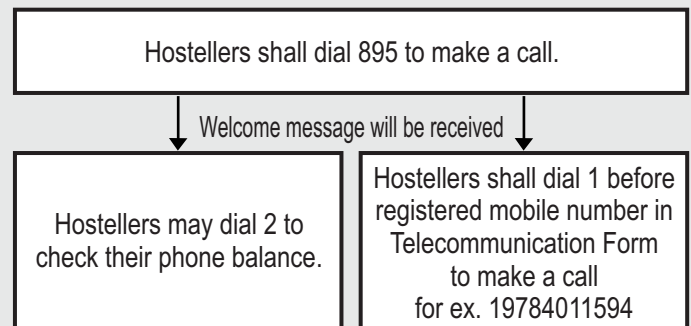 Hostellers shall dial 895 to make a call.
Welcome message will be received
Hostellers may dial 2 to
check their phone balance.
Hostellers shall dial 1 before
registered mobile number in
Telecommunication Form
to make a call
for ex. 19784011594